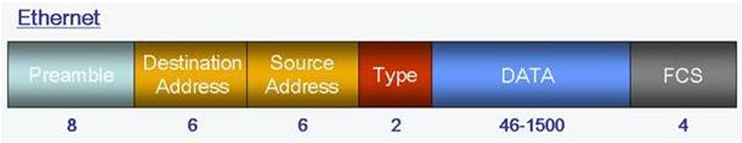 Ethernet
Preamble
Destination
Address
Source
Address
Type
DATA
FCS
8
6
6
2
46-1500
4